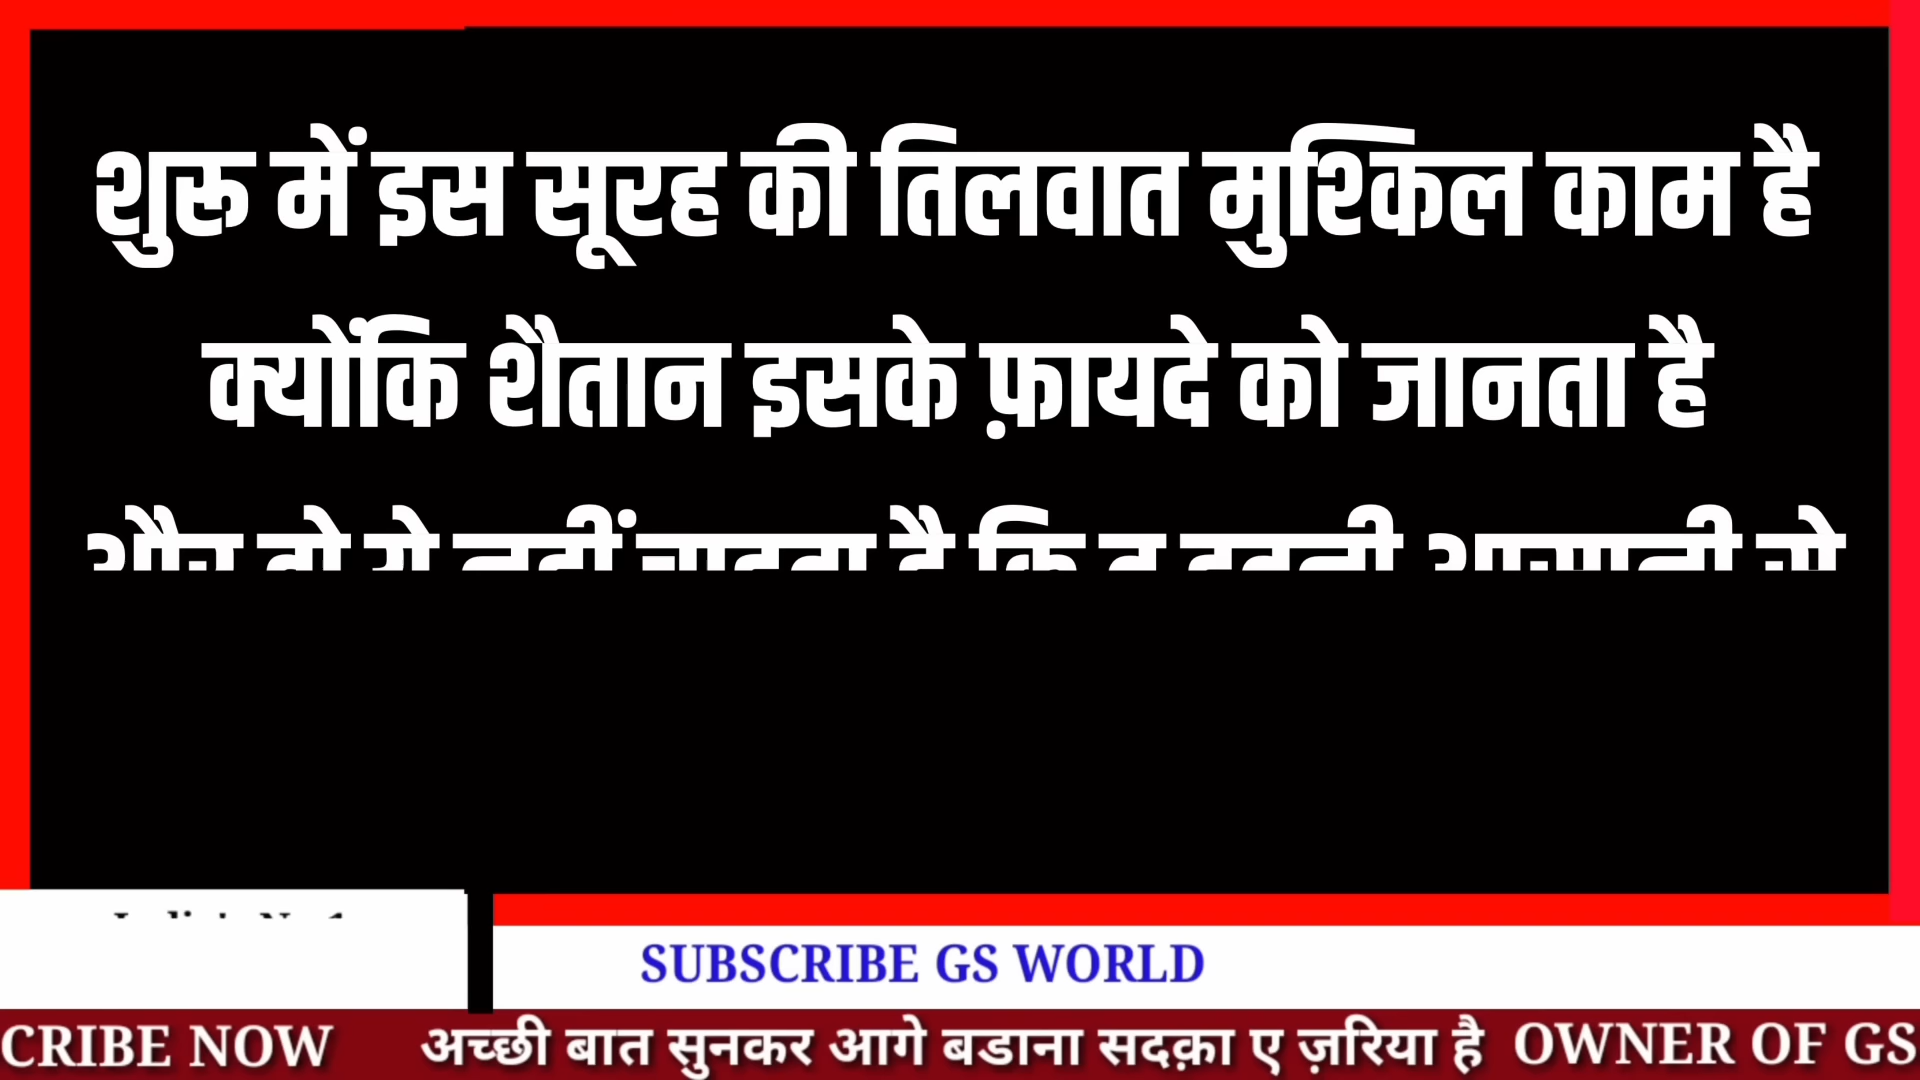 शुरू में इस सूरह की तिलवात मुश्किल काम है
क्योंकि शैतान इसके फ़ायदे को जानता है
SUBSCRIBE GS WORLD
CRIBE NOW अच्छी बात सुनकर आगे बडाना सदक़ा ए ज़रिया है OWNER OF GS